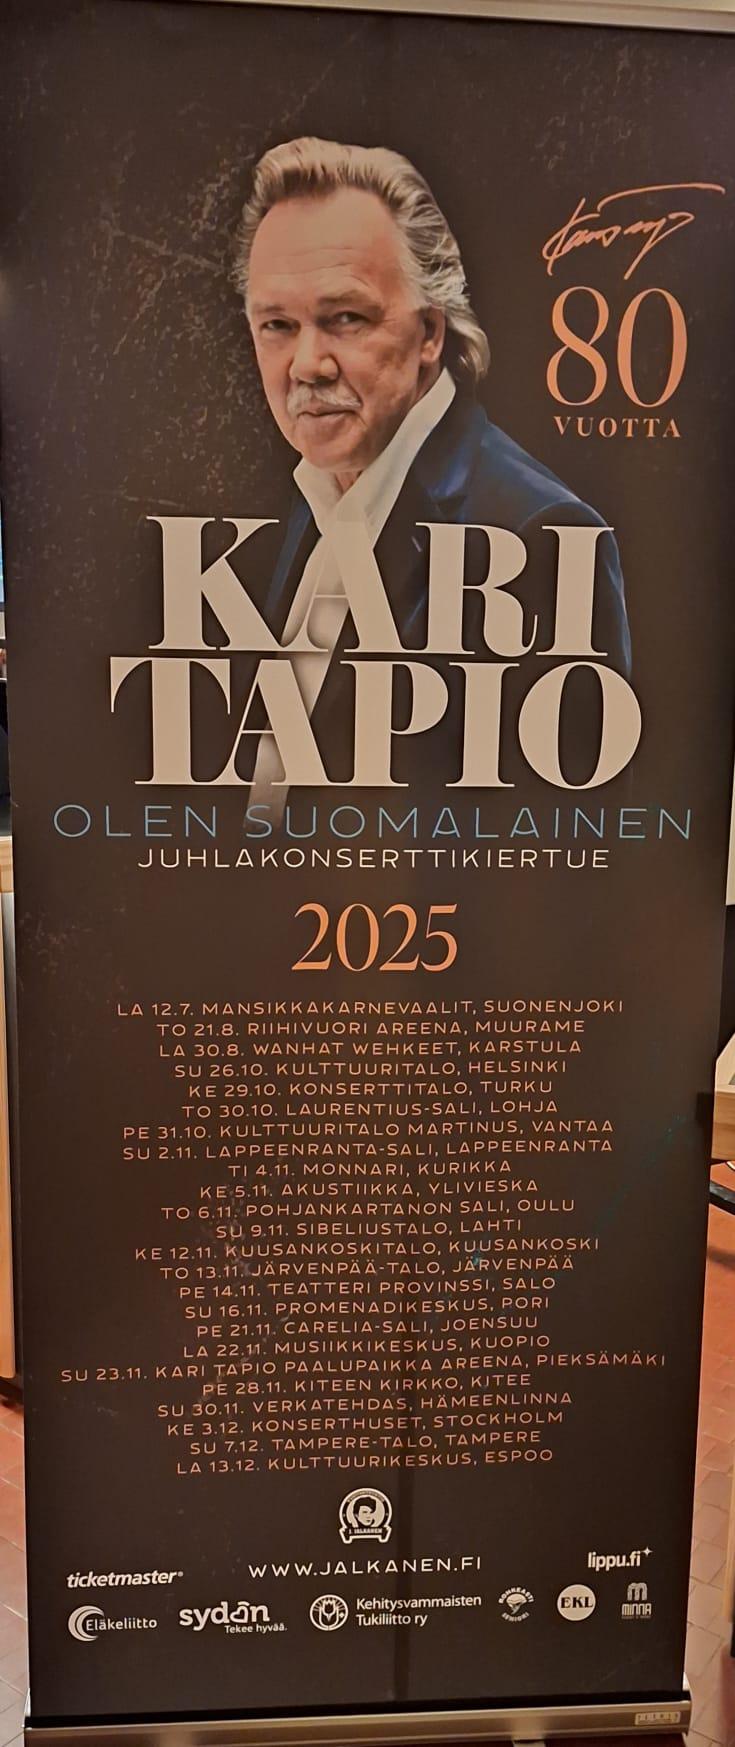 80
VUOTTA
KARI
TAPIO
OLEN SUOMALAINEN
JUHLAKONSERTTIKIERTUE
2025
LA 12.7. MANSIKKAKARNEVAALIT, SUONENJOKI
TO 21.8. RIIHIVUORI AREENA, MUURAME
LA 30.8. WANHAT WEHKEET, KARSTULA
SU 26.10. KULTTUURITALO, HELSINKI
KE 29.10. KONSERTTITALO, TURKU
TO 30.10. LAURENTIUS-SALI, LOHJA
PE 31.10. KULTTUURITALO MARTINUS, VANTAA
SU 2.11. LAPPEENRANTA-SALI, LAPPEENRANTA
TI 4.11. MONNARI, KURIKKA
KE 5.11. AKUSTIIKKA, YLIVIESKA
TO 6.11. POHJANKARTANON SALI, OULU
SU 9.11. SIBELIUSTALO, LAHTI
KE 12.11. KUUSANKOSKITALO, KUUSANKOSKI
TO 13.11. JÄRVENPÄÄ-TALO, JÄRVENPÄÄ
PE 14.11. TEATTERI PROVINSSI, SALO
SU 16.11. PROMENADIKESKUS, PORI
PE 21.11. CARELIA-SALI, JOENSUU
LA 22.11. MUSIIKKIKESKUS, KUOPIO
SU 23.11. KARI TAPIO PAALUPAIKKA AREENA, PIEKSÄMÄKI
PE 28.11. KITEEN KIRKKO, KITEE
SU 30.11. VERKATEHDAS, HÄMEENLINNA
KE 3.12. KONSERTHUSET, STOCKHOLM
SU 7.12. TAMPERE-TALO, TAMPERE
LA 13.12. KULTTUURIKESKUS, ESPOO
J. JALKANEN
ticketmaster®
WWW.JALKANEN.FI
lippu.fi
Eläkeliitto
sydän
Tekee hyvää.
Kehitysvammaisten
Tukiliitto ry
SENIORI
EKL
MINNA